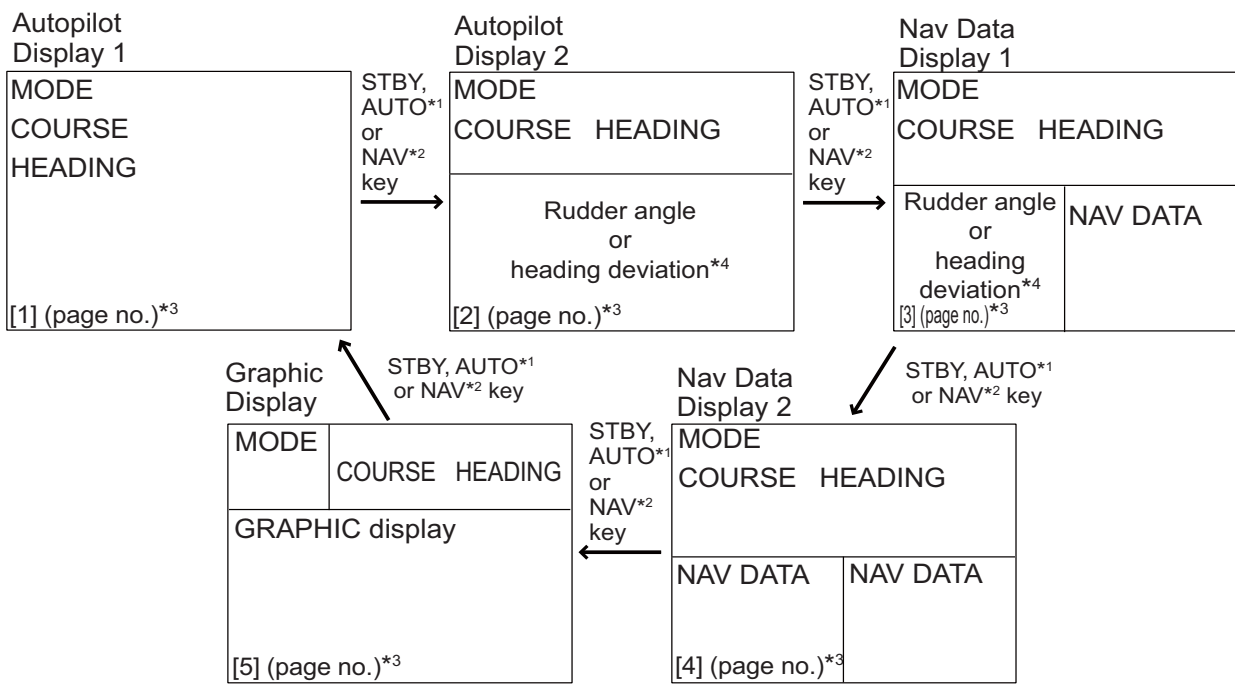 Autopilot
Display 1
MODE
COURSE
HEADING
[1] (page no.)*3
STBY,
AUTO*1
or
NAV*2
key
Autopilot
Display 2
MODE
COURSE HEADING
Rudder angle
or
heading deviation*4
[2] (page no.)*3
STBY,
AUTO*1
or
NAV*2
key
Nav Data
Display 1
MODE
COURSE HEADING
Rudder angle
or
heading
deviation*4
[3] (page no.)*3
NAV DATA
STBY, AUTO*1
or NAV*2 key
Nav Data
Display 2
MODE
COURSE HEADING
NAV DATA
NAV DATA
[4] (page no.)*3
STBY,
AUTO*1
or
NAV*2
key
Graphic
Display
MODE
COURSE HEADING
GRAPHIC display
[5] (page no.)*3
STBY, AUTO*1
or NAV*2 key